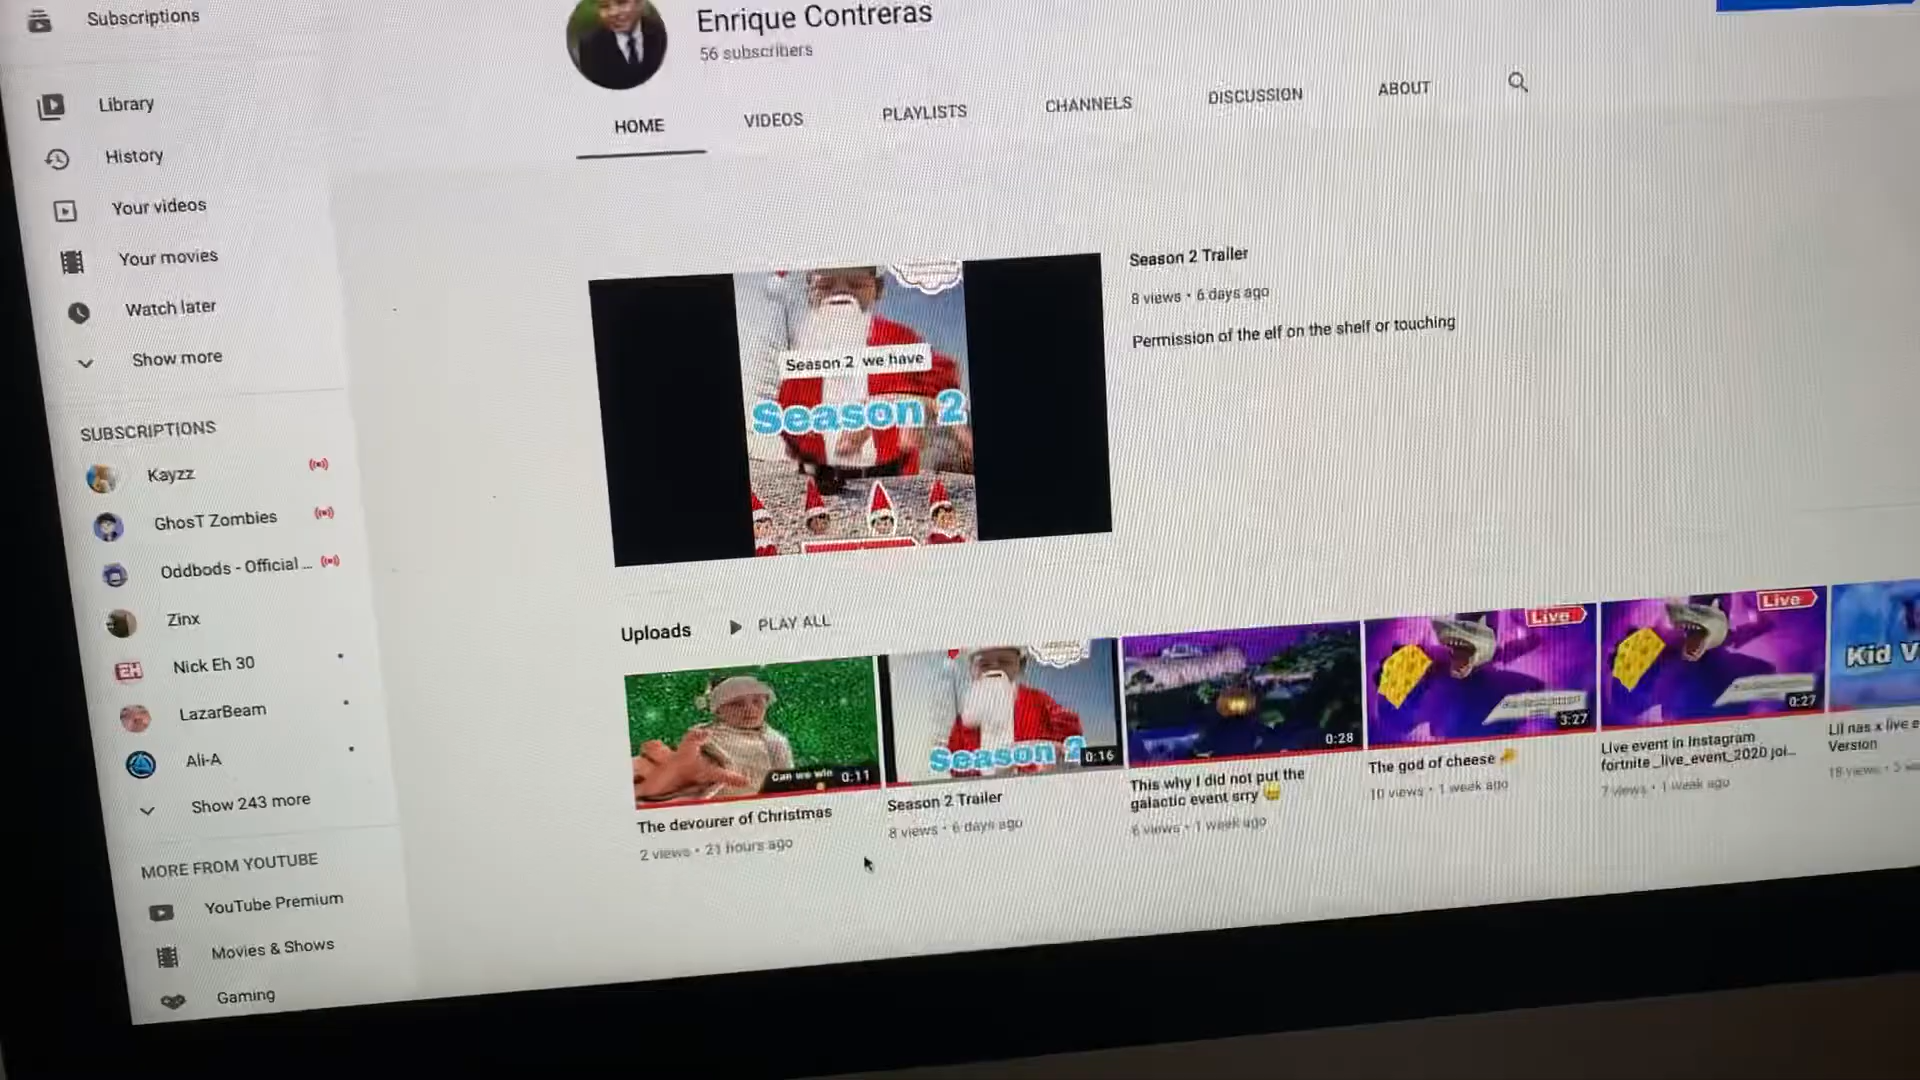 Subscriptions
Library
History
Your videos
Your movies
Watch later
Show more
SUBSCRIPTIONS
Kayzz
GhosT Zombies
Oddbods - Official ...
Zinx
Nick Eh 30
LazarBeam
Ali-A
Show 243 more
MORE FROM YOUTUBE
YouTube Premium
Movies & Shows
Gaming
Enrique Contreras
56 subscribers
HOME
VIDEOS
PLAYLISTS
CHANNELS
DISCUSSION
ABOUT
Season 2 we have
Season 2
Season 2 Trailer
8 views • 6 days ago
Permission of the elf on the shelf or touching
Uploads
PLAY ALL
Can we win
0:11
The devourer of Christmas
2 views • 21 hours ago
Season 2
0:16
Season 2 Trailer
8 views • 6 days ago
0:28
This why I did not put the
galactic event srry
6 views • 1 week ago
Live
3:27
The god of cheese
10 views • 1 week ago
Live
0:27
Live event in Instagram
fortnite _live_event_2020 joi...
7 views • 1 week ago
Kid V
Lil nas x live e
Version
18 views •